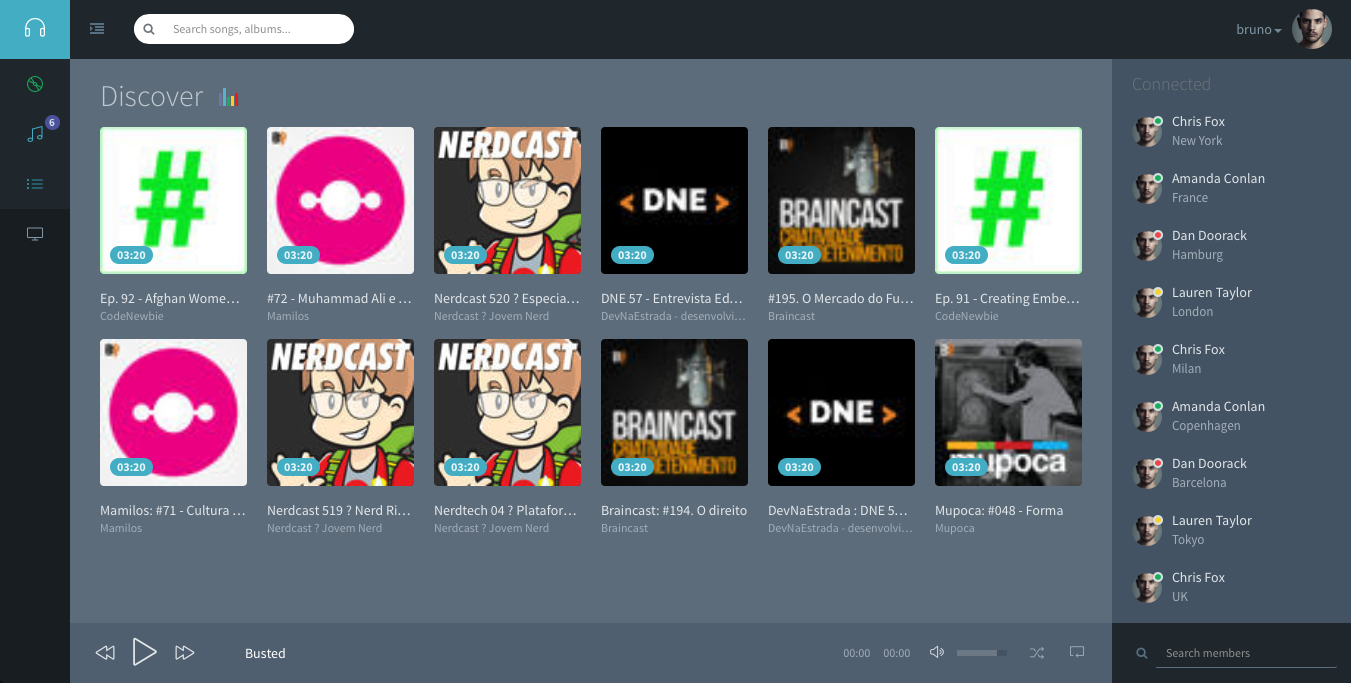 Search songs, albums...
bruno
6
Discover
Connected
#
03:20
03:20
NERDCAST
03:20
< DNE >
03:20
BRAINCAST
CRIATIVIDADE
ETENIMENTO
03:20
#
03:20
Ep. 92 - Afghan Wome…
CodeNewbie
#72 - Muhammad Ali e …
Mamilos
Nerdcast 520 ? Especia…
Nerdcast ? Jovem Nerd
DNE 57 - Entrevista Ed…
DevNaEstrada - desenvolvi…
#195. O Mercado do Fu…
Braincast
Ep. 91 - Creating Embe…
CodeNewbie
03:20
NERDCAST
03:20
NERDCAST
03:20
BRAINCAST
CRIATIVIDADE
ETENIMENTO
03:20
< DNE >
03:20
mupoca
03:20
Mamilos: #71 - Cultura …
Mamilos
Nerdcast 519 ? Nerd Ri…
Nerdcast ? Jovem Nerd
Nerdtech 04 ? Platafor…
Nerdcast ? Jovem Nerd
Braincast: #194. O direito
Braincast
DevNaEstrada : DNE 5…
DevNaEstrada - desenvolvi…
Mupoca: #048 - Forma
Mupoca
Chris Fox
New York
Amanda Conlan
France
Dan Doorack
Hamburg
Lauren Taylor
London
Chris Fox
Milan
Amanda Conlan
Copenhagen
Dan Doorack
Barcelona
Lauren Taylor
Tokyo
Chris Fox
UK
Busted
00:00 00:00
Search members